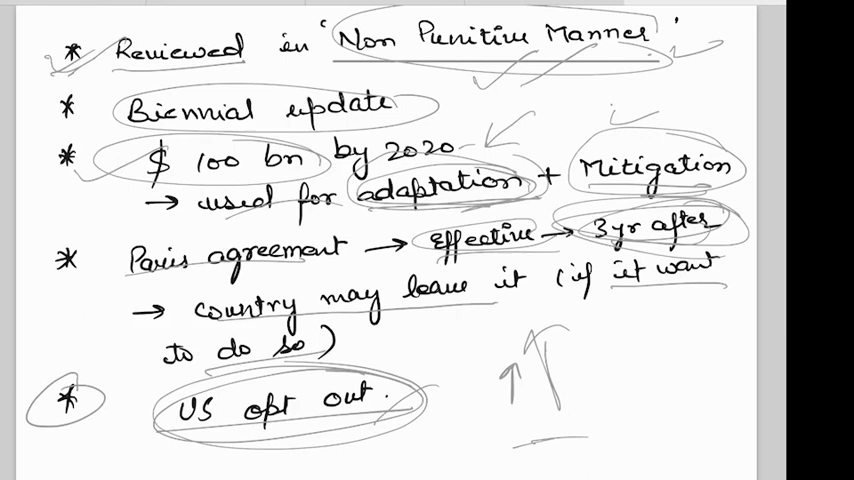 * Reviewed in 'Non Punitive Manner'
* Biennial update
* $ 100 bn by 2020
→ used for adaptation + Mitigation
* Paris agreement → Effective → 3yr after
→ country may leave it (if it want
to do so)
* US opt out.